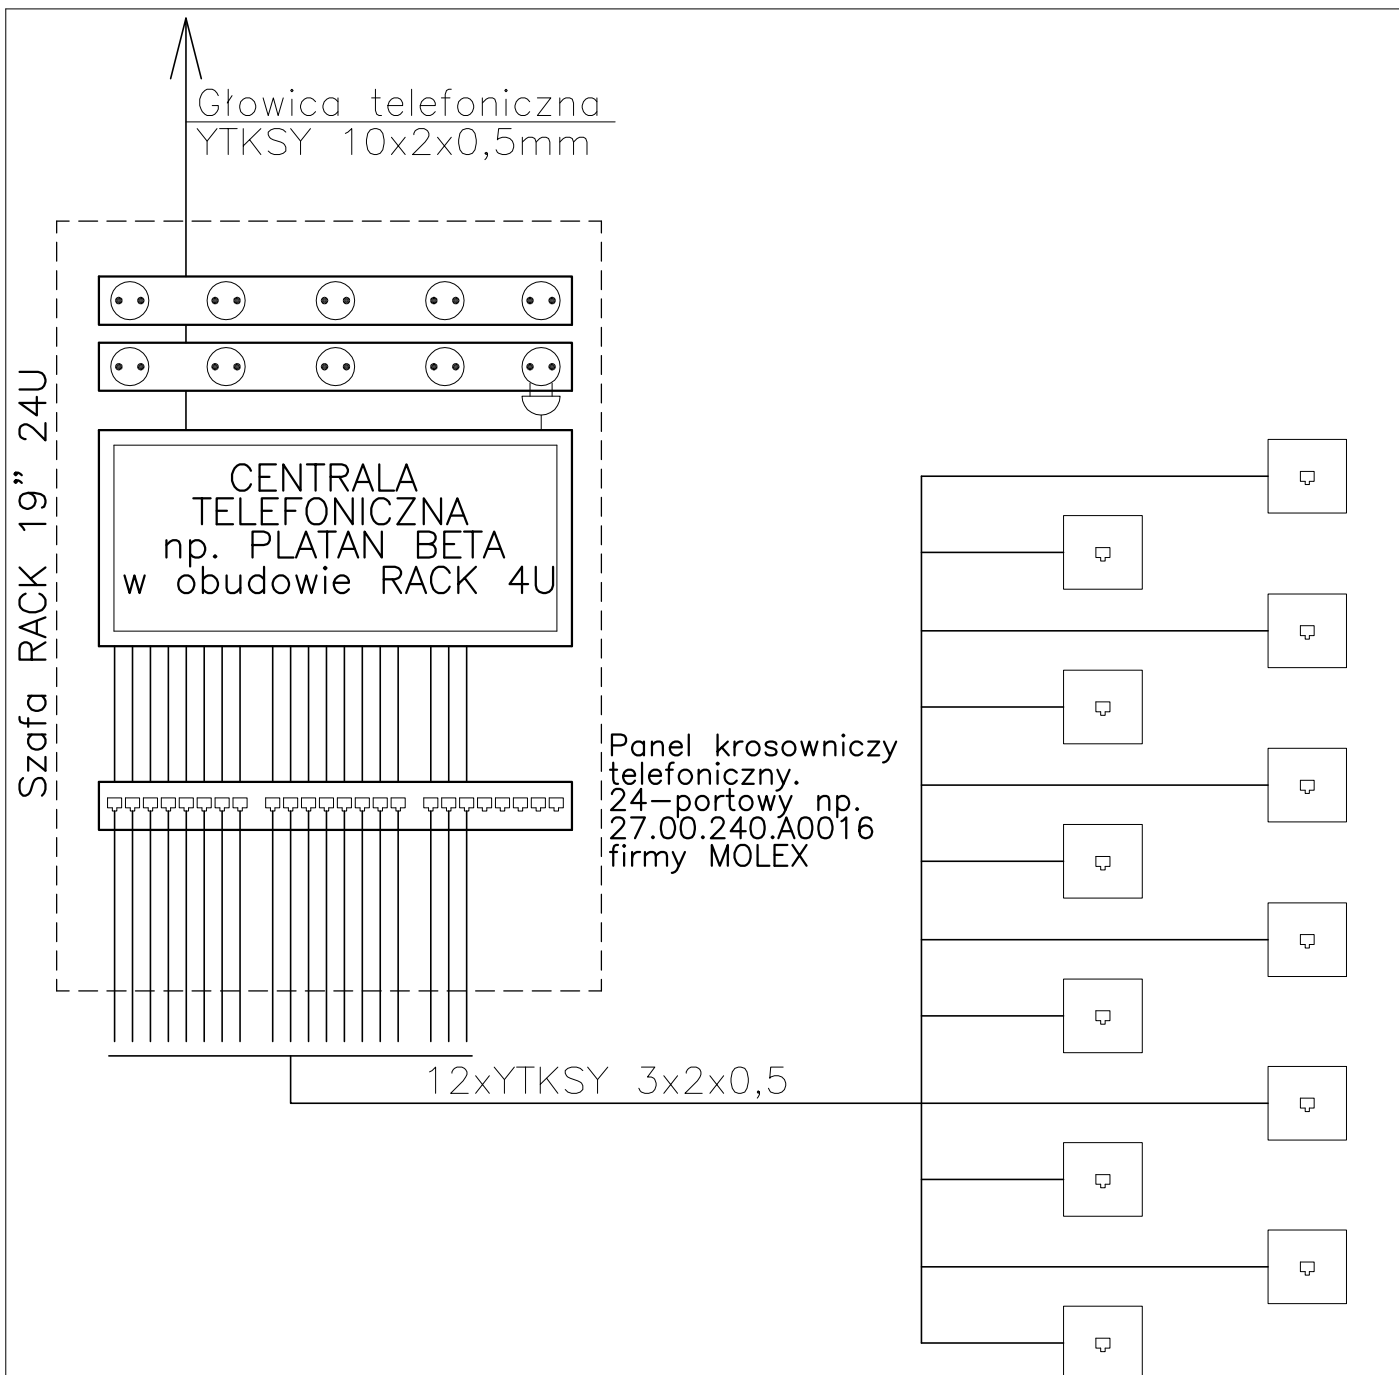 Głowica telefoniczna
YTKSY 10x2x0,5mm
Szafa RACK 19" 24U
CENTRALA
TELEFONICZNA
np. PLATAN BETA
w obudowie RACK 4U
Panel krosowniczy
telefoniczny.
24-portowy np.
27.00.240.A0016
firmy MOLEX
12xYTKSY 3x2x0,5